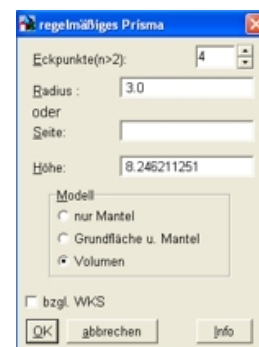 regelmäßiges Prisma
Eckpunkte(n>2): 4
Radius : 3.0
oder
Seite:
Höhe: 8.246211251
Modell
nur Mantel
Grundfläche u. Mantel
Volumen
bzgl. WKS
OK abbrechen Info